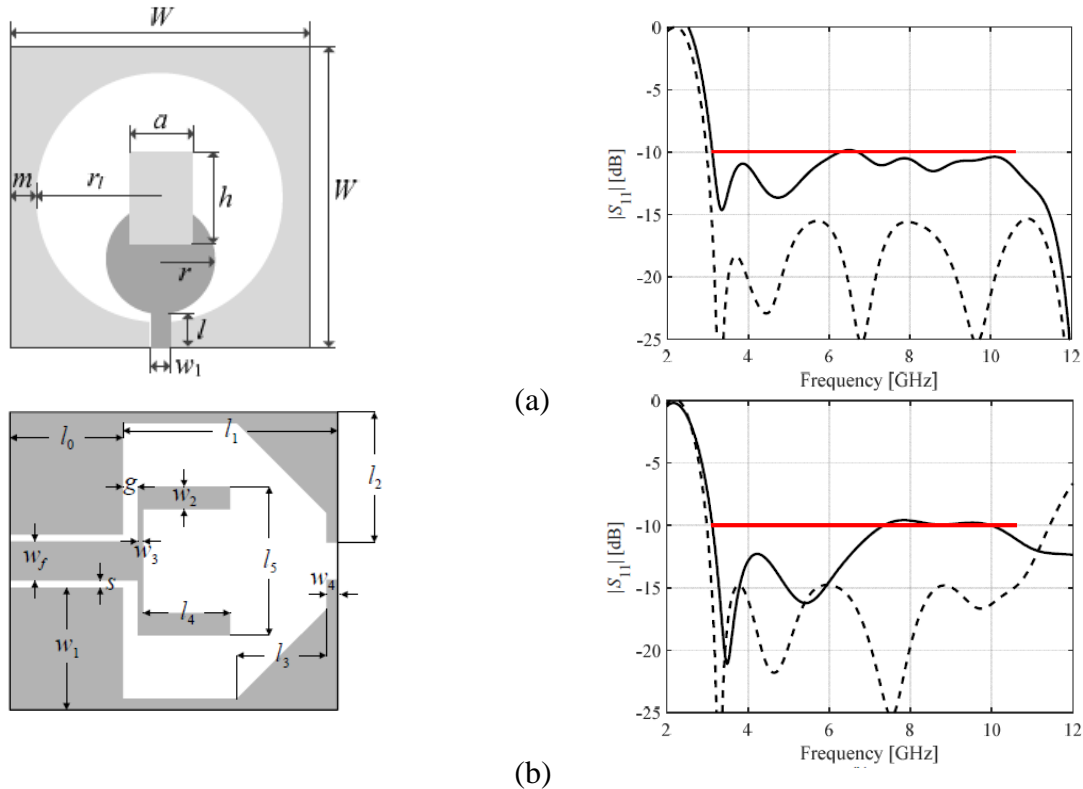 W
a
m
r_l
h
W
r
l
w_1
0
-5
-10
-15
-20
-25
|S_11| [dB]
2
4
6
8
10
12
Frequency [GHz]
(a)
l_0
l_1
l_2
g
w_2
w_f
w_3
s
l_5
w_4
l_4
w_1
l_3
0
-5
-10
-15
-20
-25
|S_11| [dB]
2
4
6
8
10
12
Frequency [GHz]
(b)